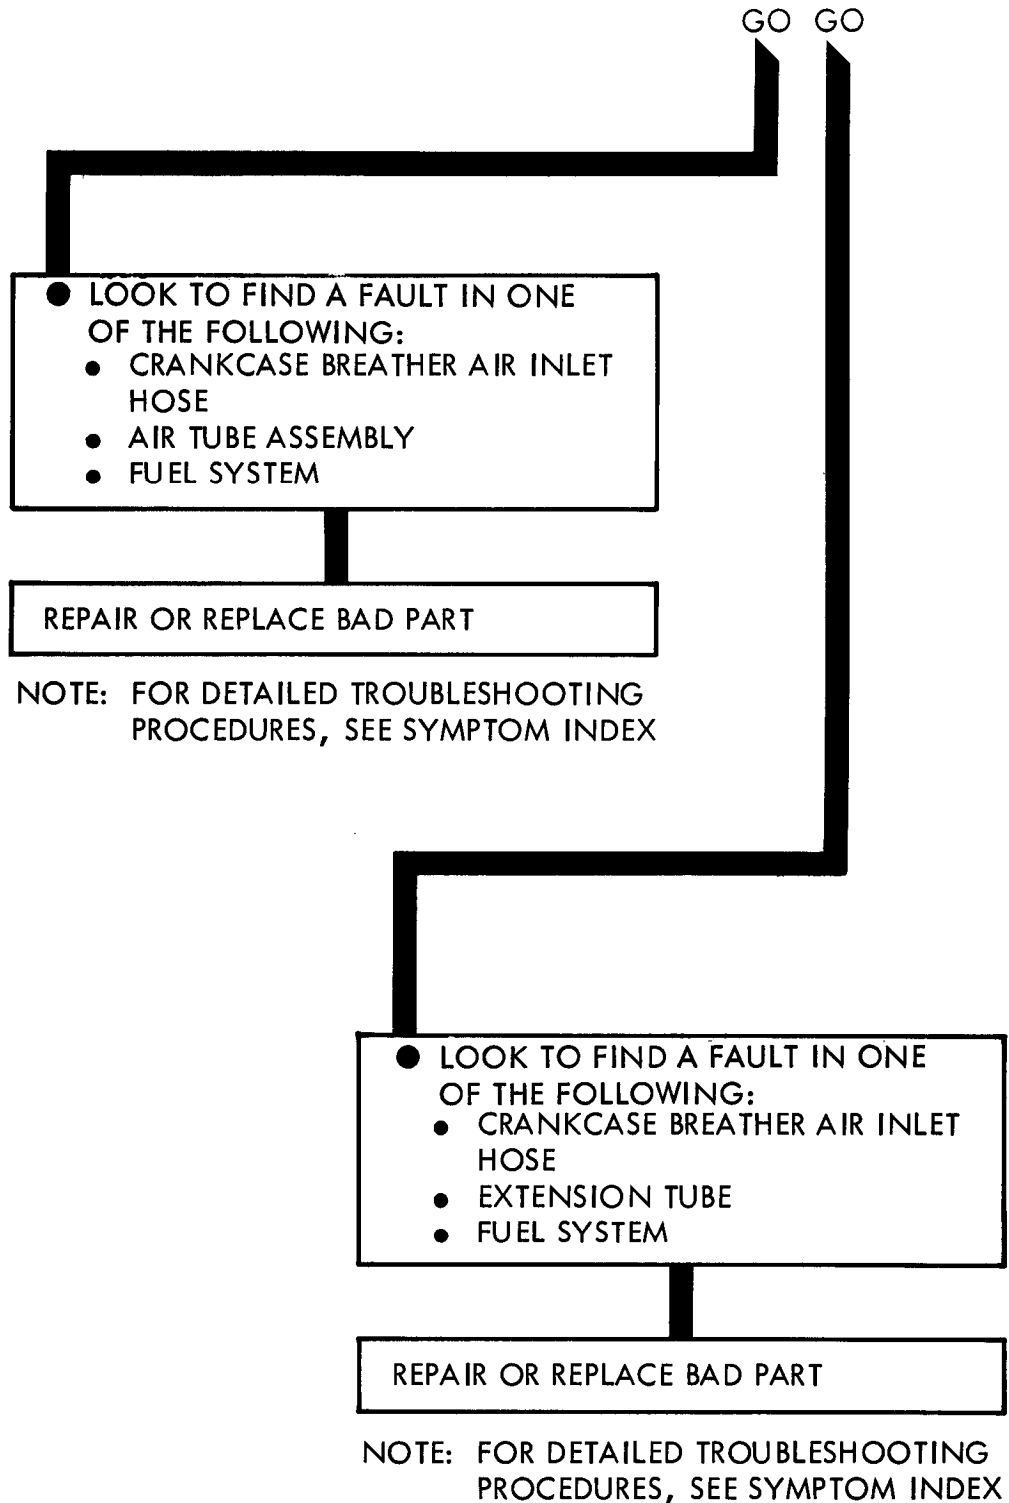 GO GO
● LOOK TO FIND A FAULT IN ONE
OF THE FOLLOWING:
● CRANKCASE BREATHER AIR INLET
HOSE
● AIR TUBE ASSEMBLY
● FUEL SYSTEM
REPAIR OR REPLACE BAD PART
NOTE: FOR DETAILED TROUBLESHOOTING
PROCEDURES, SEE SYMPTOM INDEX
● LOOK TO FIND A FAULT IN ONE
OF THE FOLLOWING:
● CRANKCASE BREATHER AIR INLET
HOSE
● EXTENSION TUBE
● FUEL SYSTEM
REPAIR OR REPLACE BAD PART
NOTE: FOR DETAILED TROUBLESHOOTING
PROCEDURES, SEE SYMPTOM INDEX